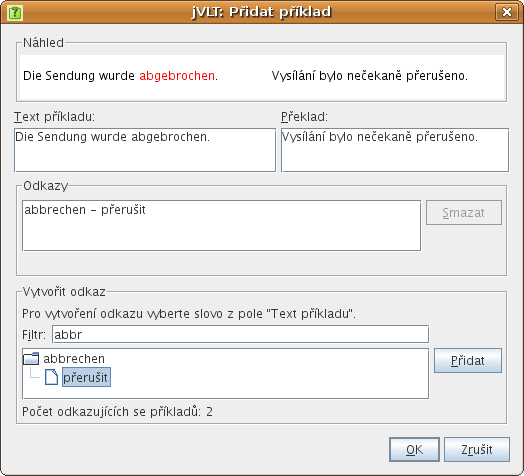 jVLT: Přidat příklad
Náhled
Die Sendung wurde abgebrochen. Vysílání bylo nečekaně přerušeno.
Text příkladu: Překlad:
Die Sendung wurde abgebrochen. Vysílání bylo nečekaně přerušeno.
Odkazy
abbrechen - přerušit
Smazat
Vytvořit odkaz
Pro vytvoření odkazu vyberte slovo z pole "Text příkladu".
Filtr: abbr
abbrechen
přerušit
Přidat
Počet odkazujících se příkladů: 2
OK Zrušit